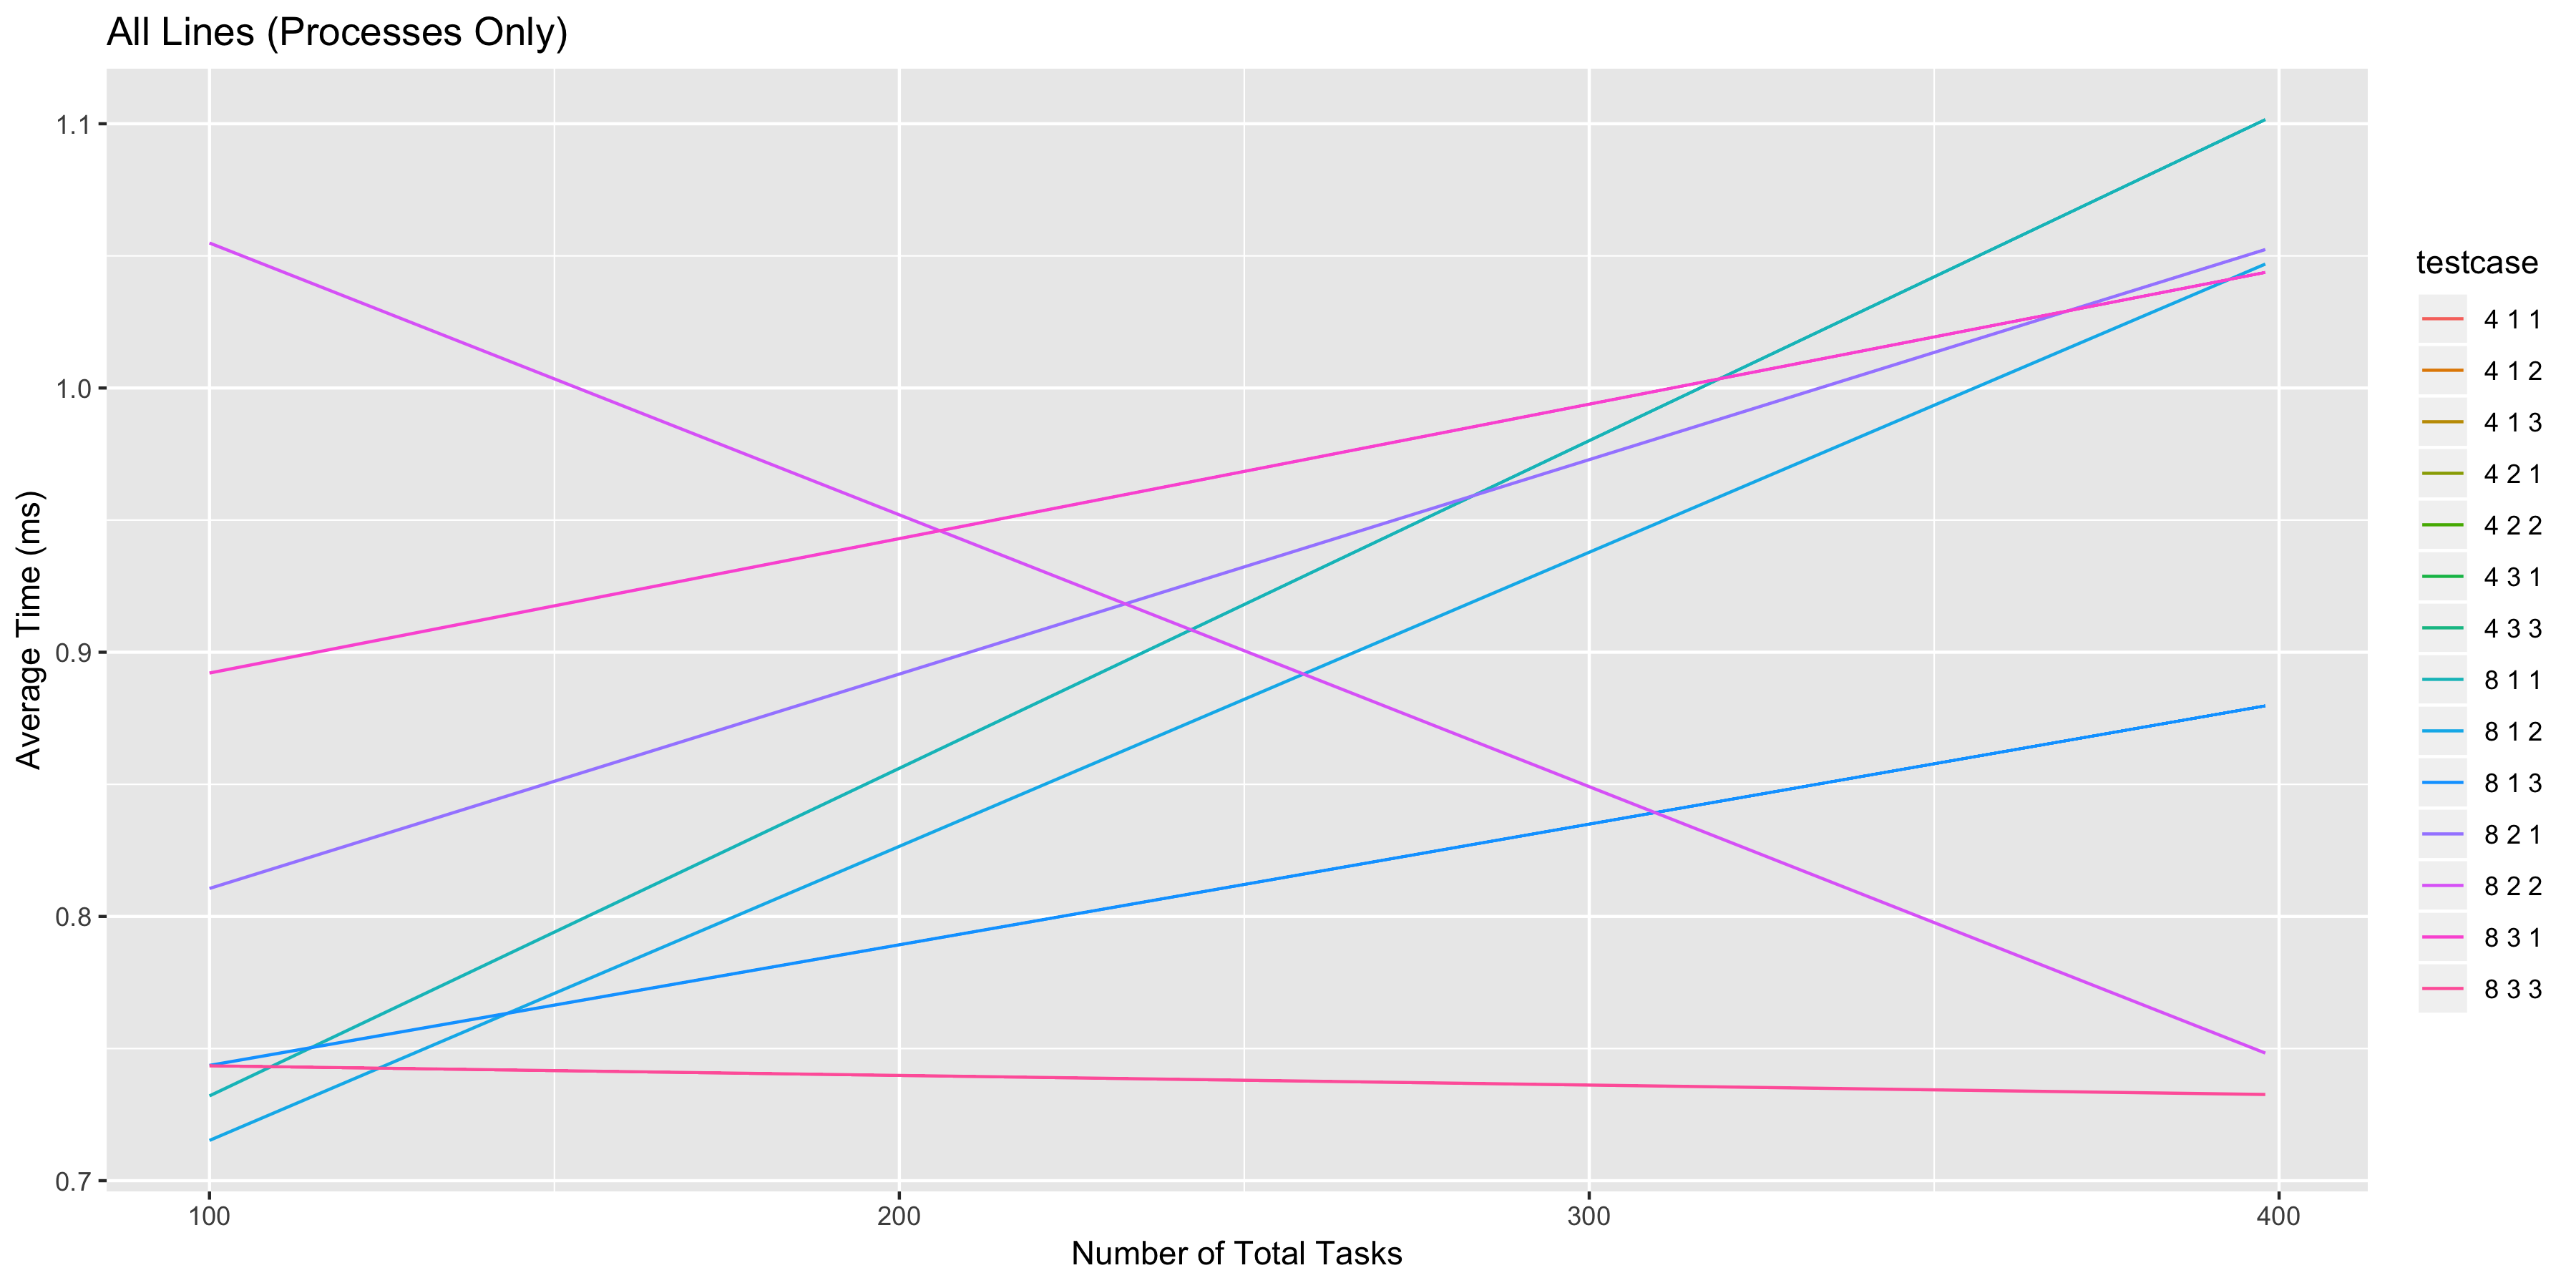 All Lines (Processes Only)
1.1
1.0
0.9
0.8
0.7
Average Time (ms)
100
200
300
400
Number of Total Tasks
testcase
4 1 1
4 1 2
4 1 3
4 2 1
4 2 2
4 3 1
4 3 3
8 1 1
8 1 2
8 1 3
8 2 1
8 2 2
8 3 1
8 3 3